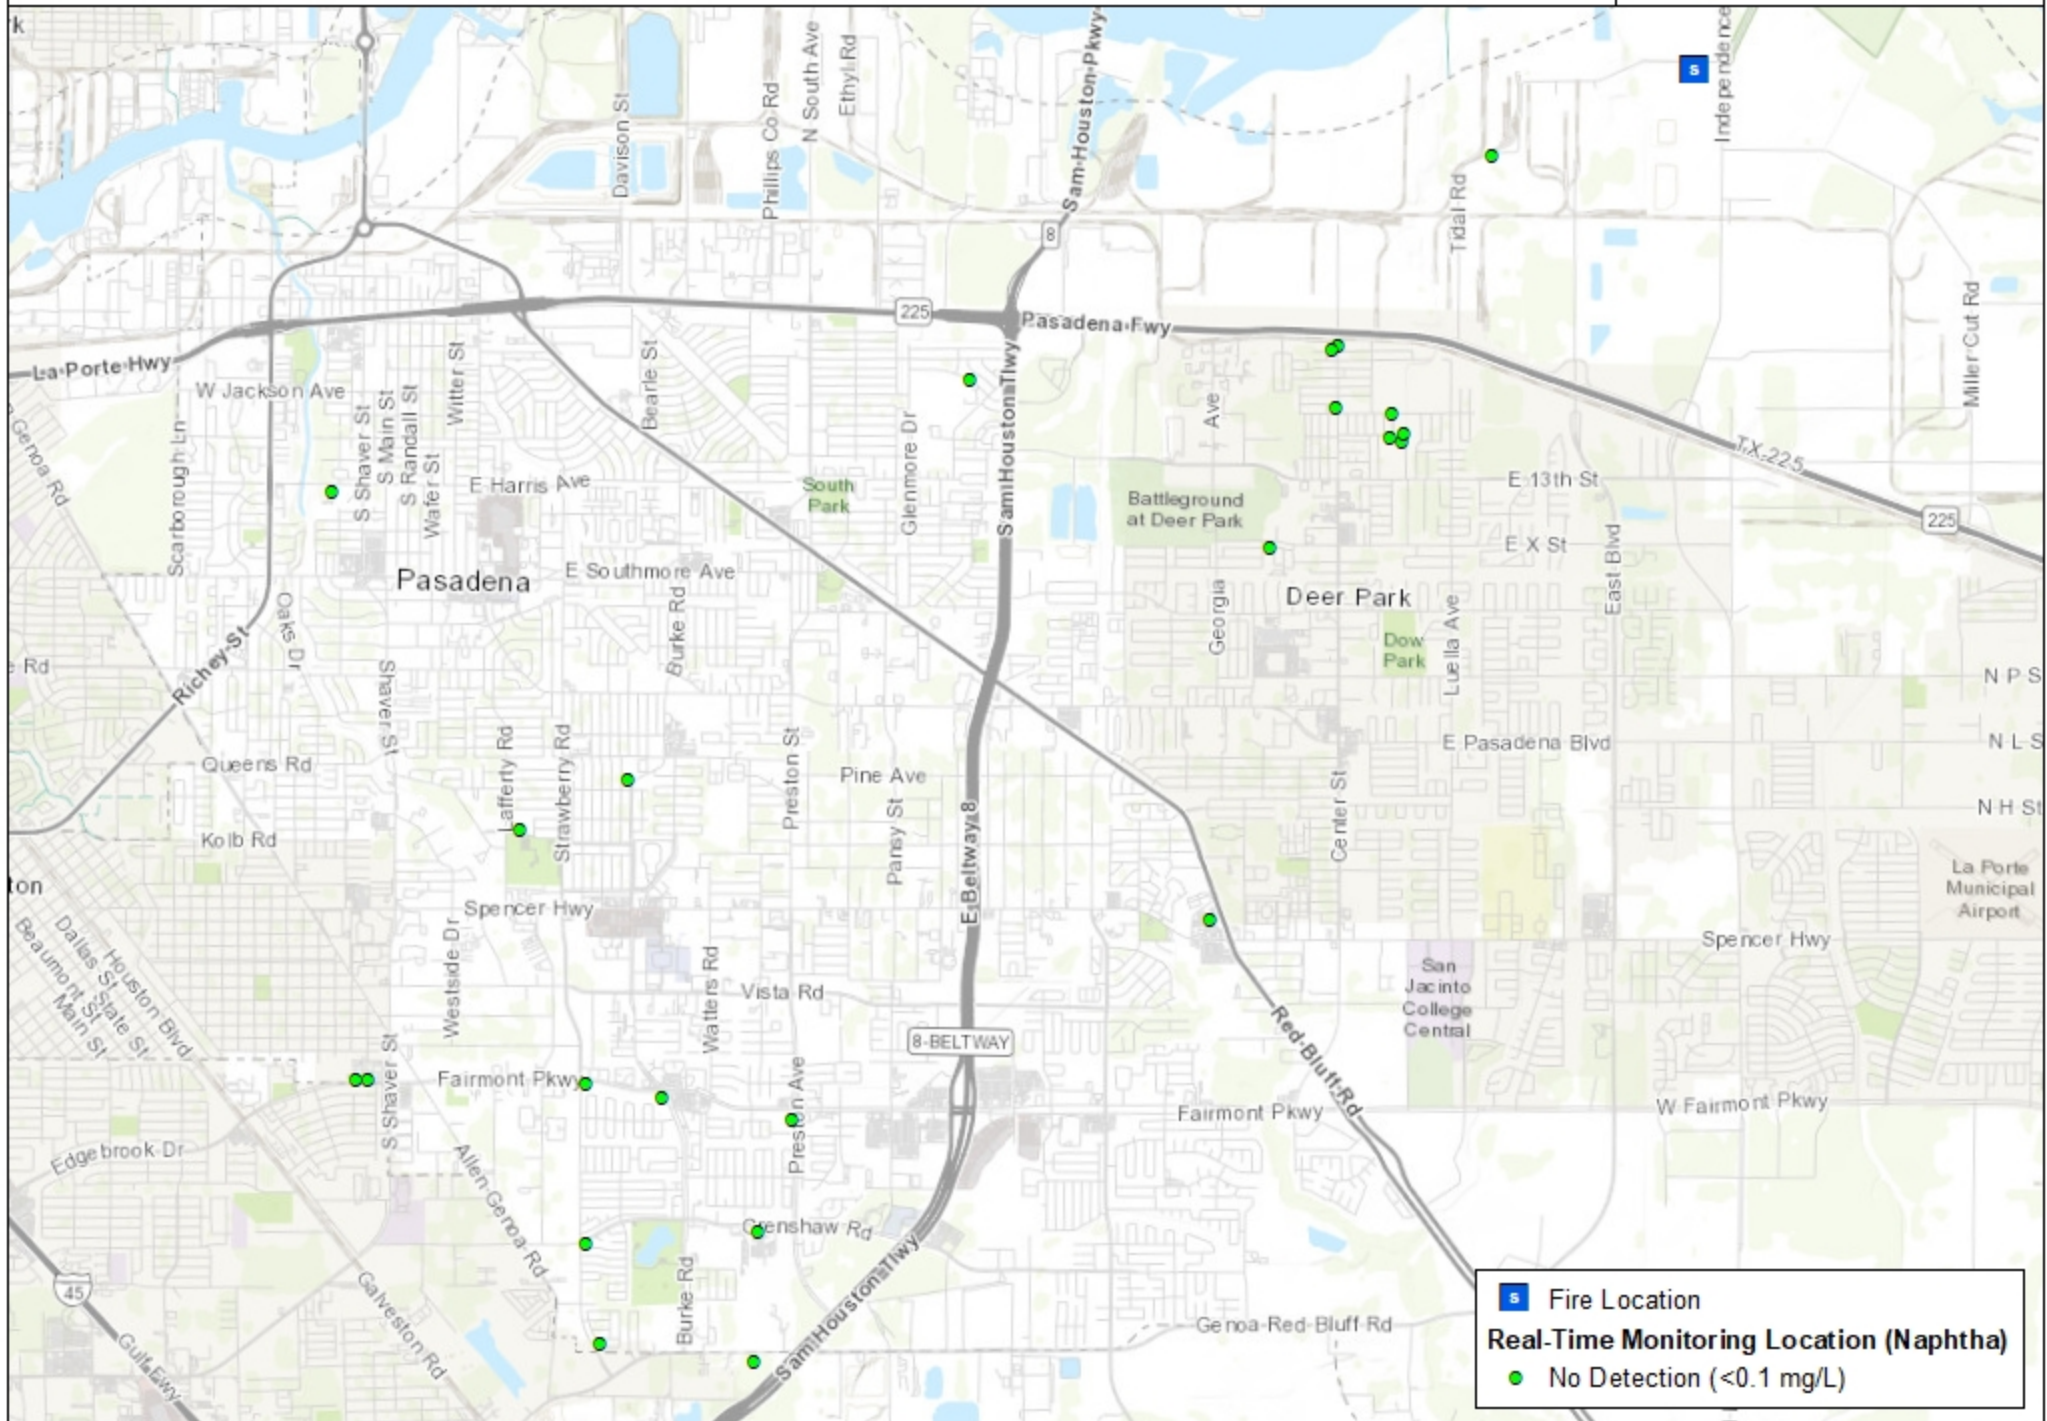 k
Independence
Sam-Houston-Pkwy
N South Ave
Ethyl Rd
Phillips Co Rd
Davison St
S
Tidal Rd
8
225
Pasadena Fwy
La Porte Hwy
W Jackson Ave
Witter St
Bearle St
Miller Cut Rd
S Shaver St
S Main St
S Randall St
Wafer St
Scarborough Ln
Genoa Rd
Glenmore Dr
Sam Houston Tlwy
Ave
TX 225
E Harris Ave
South
Park
Battleground
at Deer Park
E 13th St
225
E X St
East Blvd
Pasadena
E Southmore Ave
Burke Rd
Georgia
Deer Park
Luella Ave
Dow
Park
Oaks Dr
Richey St
e Rd
Shaver St
N P S
Queens Rd
Lafferty Rd
Strawberry Rd
Preston St
Pine Ave
Pansy St
E Beltway 8
Center St
E Pasadena Blvd
N L S
N H St
Kolb Rd
ton
La Porte
Municipal
Airport
Spencer Hwy
Spencer Hwy
Westside Dr
Watters Rd
Vista Rd
San
Jacinto
College
Central
Houston Blvd
Dallas St
State St
Beaumont St
Main St
8-BELTWAY
Red-Bluff-Rd
S Shaver St
Fairmont Pkwy
Preston Ave
Fairmont Pkwy
W Fairmont Pkwy
Edgebrook Dr
Allen Genoa Rd
Crenshaw Rd
Burke Rd
Sam Houston Tlwy
45
Gulf Fwy
Galveston Rd
Genoa-Red-Bluff Rd
S Fire Location
Real-Time Monitoring Location (Naphtha)
No Detection (<0.1 mg/L)